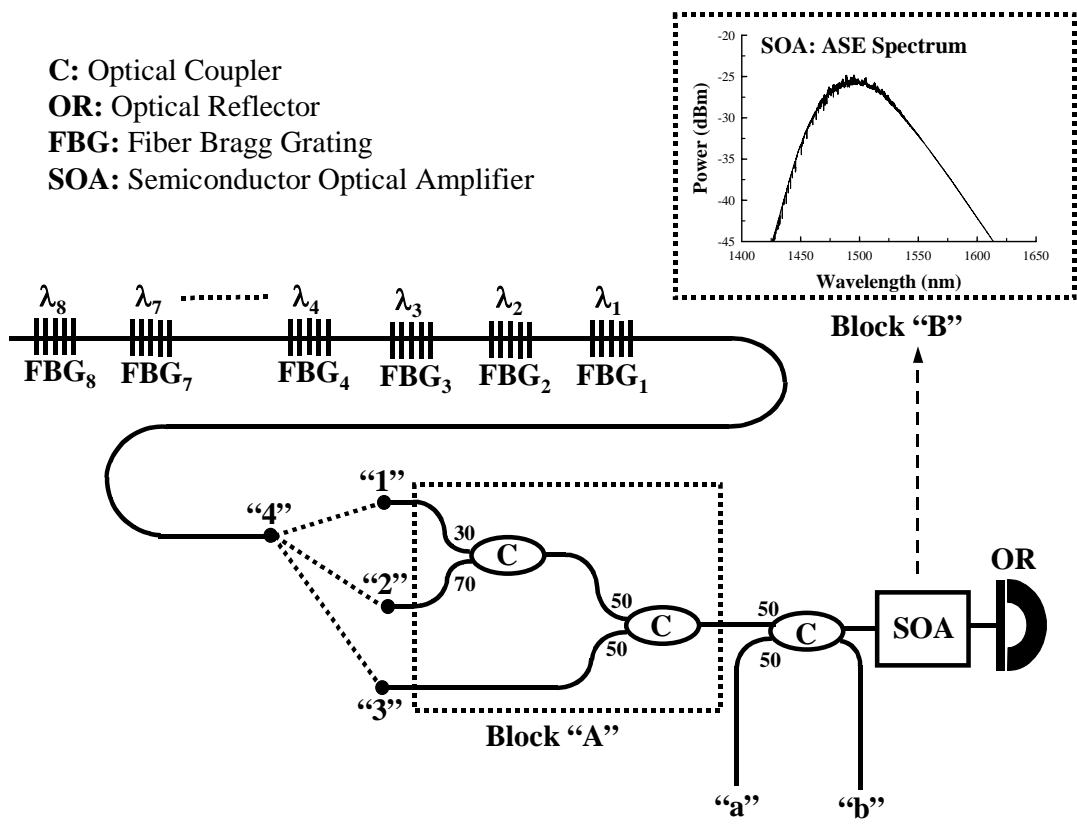 C: Optical Coupler
OR: Optical Reflector
FBG: Fiber Bragg Grating
SOA: Semiconductor Optical Amplifier
SOA: ASE Spectrum
Power (dBm)
-20
-25
-30
-35
-40
-45
1400 1450 1500 1550 1600 1650
Wavelength (nm)
Block “B”
λ8 λ7 λ4 λ3 λ2 λ1
FBG8 FBG7 FBG4 FBG3 FBG2 FBG1
“1”
“4”
“2”
“3”
30
70
C
50
50
C
50
50
C
SOA
OR
Block “A”
“a” “b”